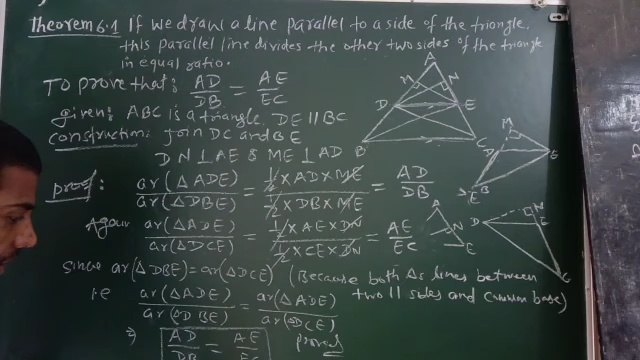 Theorem 6.1 If we draw a line parallel to a side of the triangle.
this parallel line divides the other two sides of the triangle
in equal ratio.
To prove that: AD/DB = AE/EC
given: ABC is a triangle, DE || BC
construction: Join DC and BE
DN ⊥ AE & ME ⊥ AD
Proof: ar(△ADE)/ar(△DBE) = (1/2 × AD × ME)/(1/2 × DB × ME) = AD/DB
Again ar(△ADE)/ar(△DCE) = (1/2 × AE × DN)/(1/2 × CE × DN) = AE/EC
since ar(△DBE) = ar(△DCE) (Because both △s lines between
two || sides and common base)
i.e ar(△ADE)/ar(△DBE) = ar(△ADE)/ar(△DCE)
⇒ AD/DB = AE/EC proved
A
M N
D E
B C
M
D E
B
A
N
E
N
D E
C